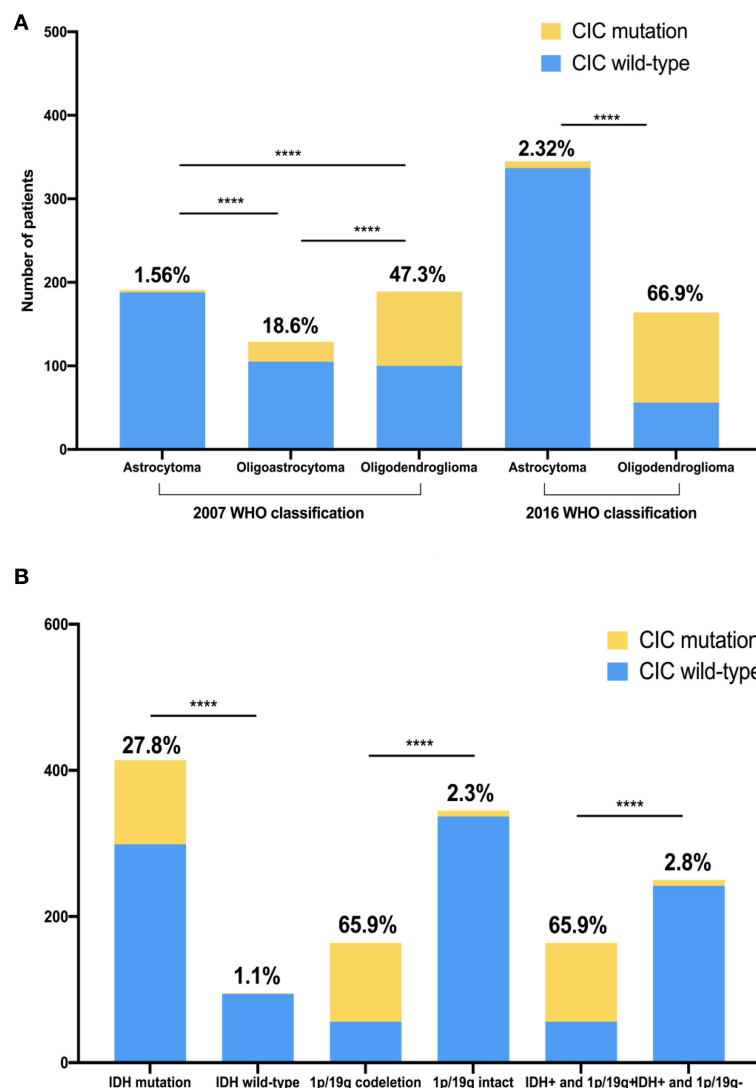 A
500
CIC mutation
CIC wild-type
400
****
2.32%
****
300
****
****
Number of patients
47.3%
66.9%
1.56%
200
18.6%
100
0
Astrocytoma Oligoastrocytoma Oligodendroglioma Astrocytoma Oligodendroglioma
2007 WHO classification 2016 WHO classification
B
600
CIC mutation
CIC wild-type
****
27.8%
****
400
2.3%
****
2.8%
65.9% 65.9%
200
1.1%
0
IDH mutation IDH wild-type 1p/19q codeletion 1p/19q intact IDH+ and 1p/19q+ IDH+ and 1p/19q-